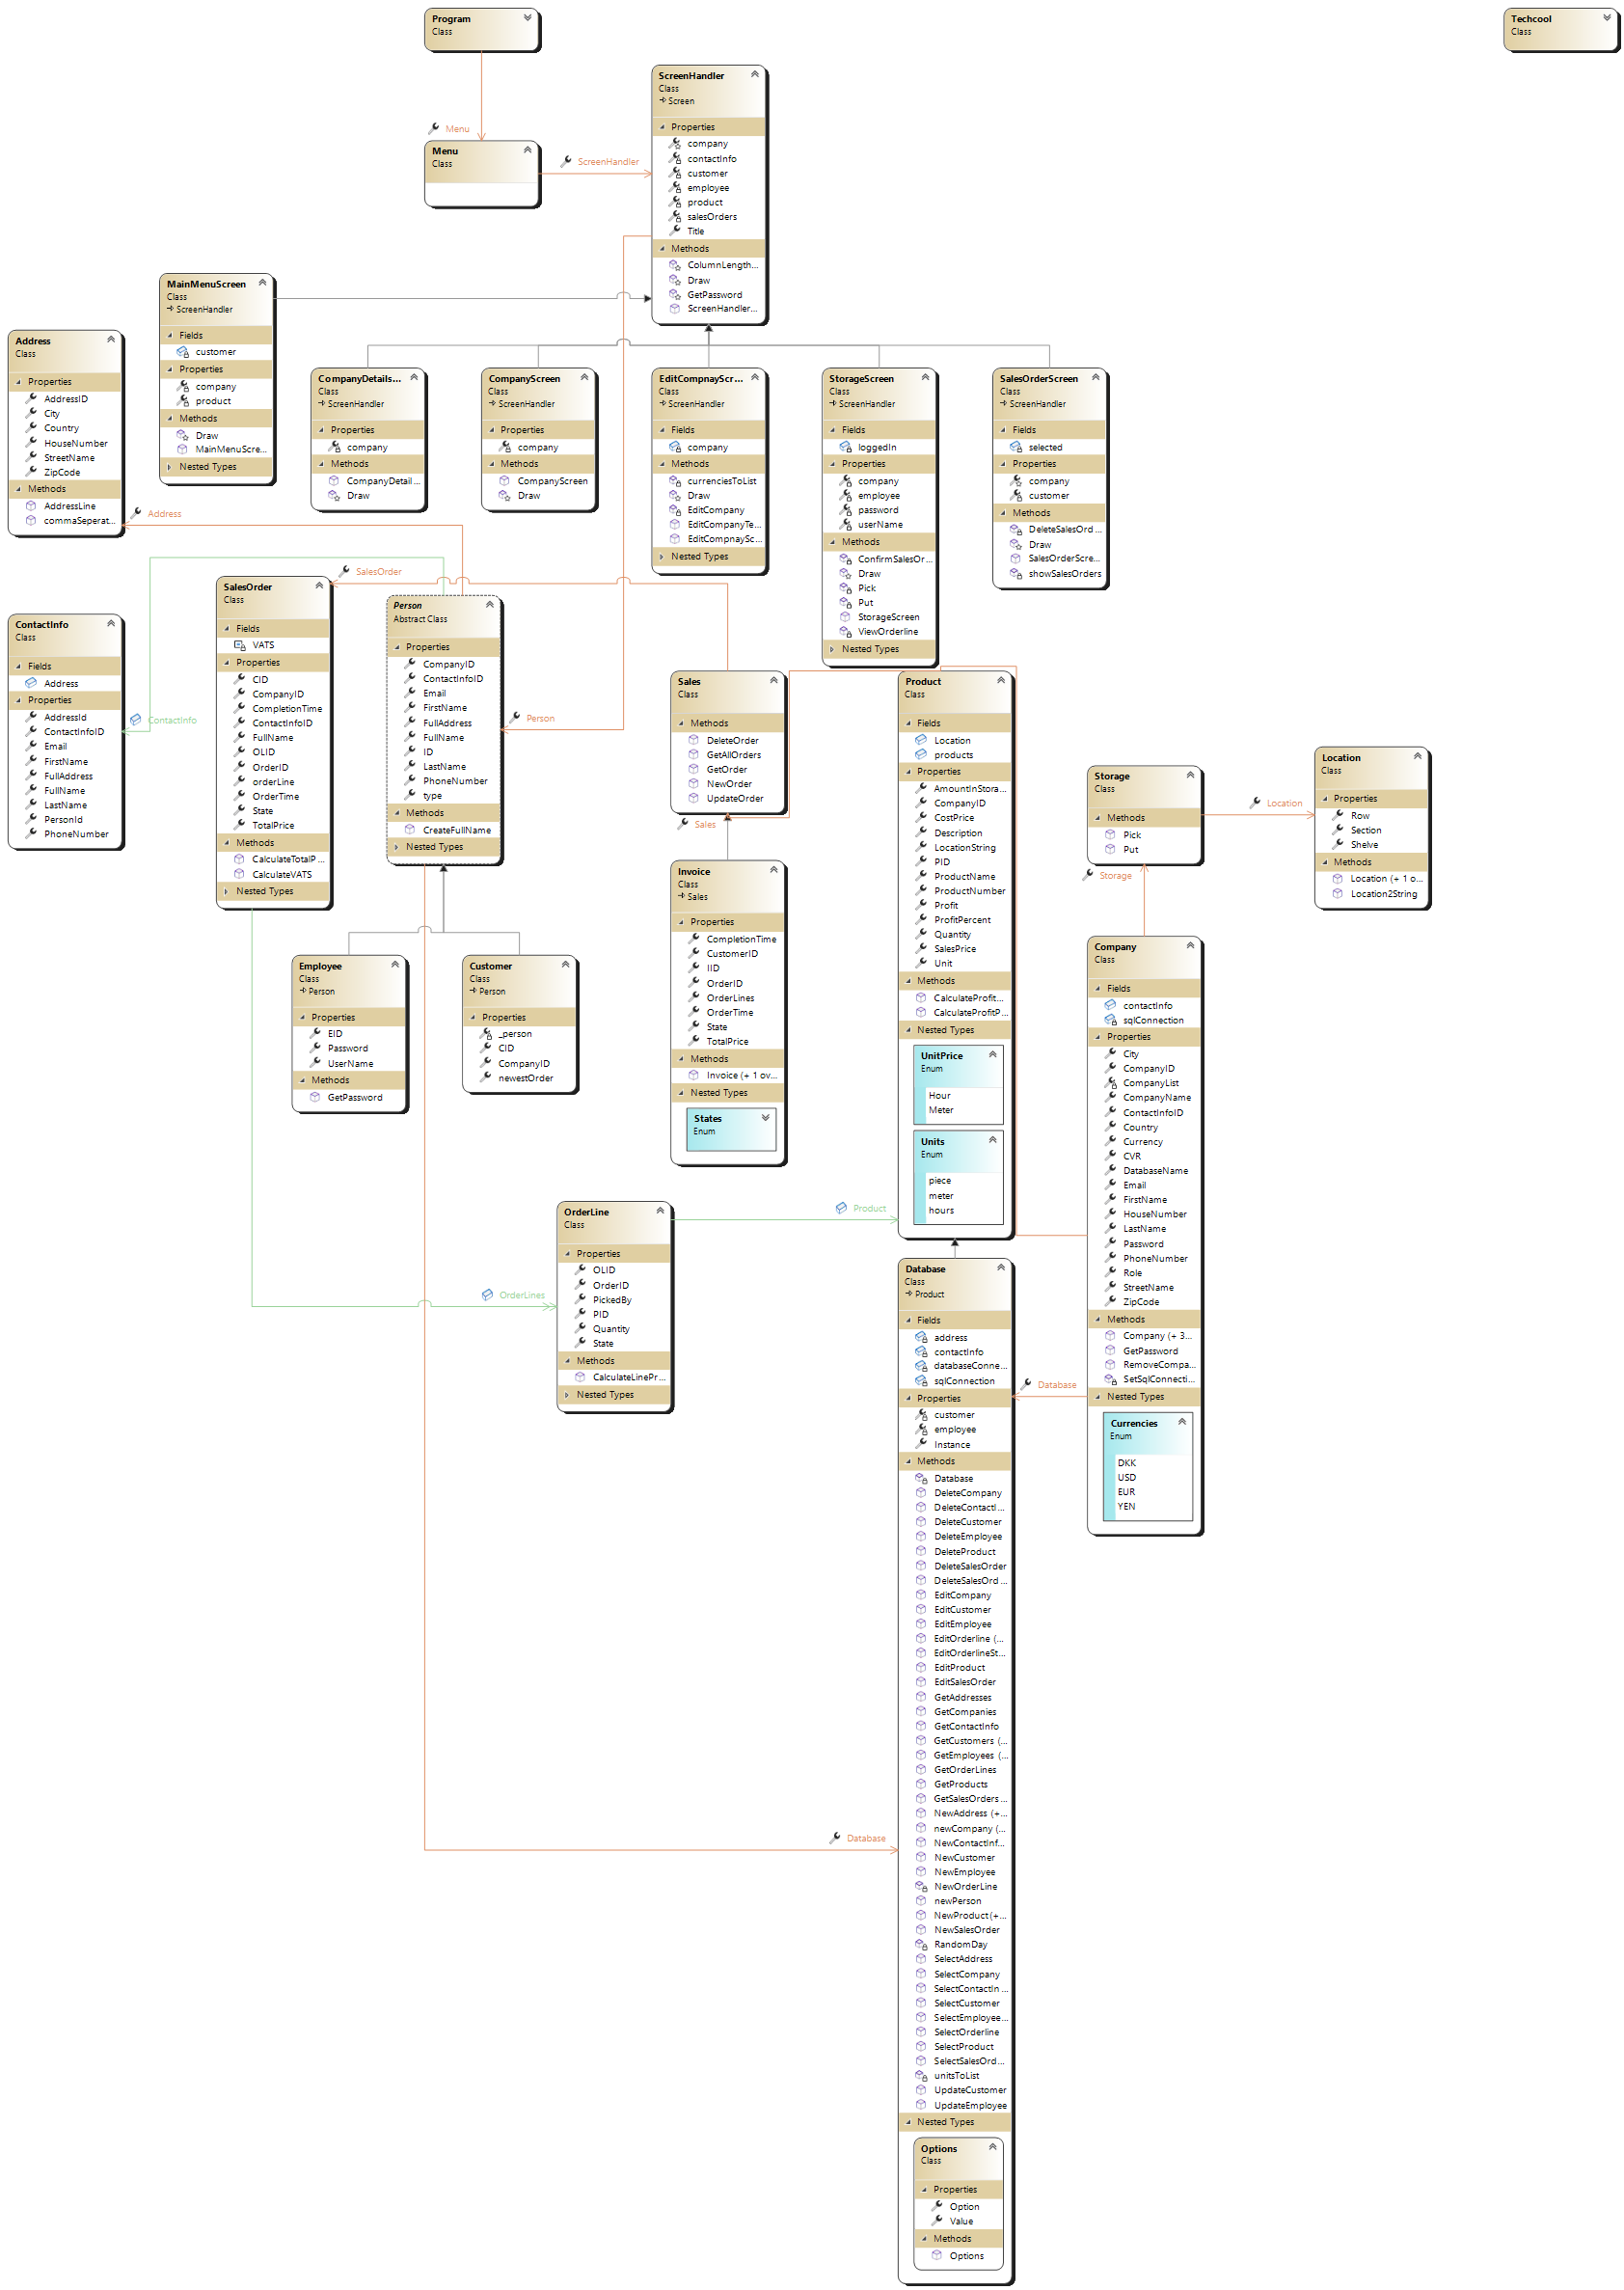 Program
Class
Techcool
Class
Menu
Menu
Class
ScreenHandler
ScreenHandler
Class
Screen
Properties
company
contactInfo
customer
employee
product
salesOrders
Title
Methods
ColumnLength...
Draw
GetPassword
ScreenHandler...
MainMenuScreen
Class
ScreenHandler
Fields
customer
Properties
company
product
Methods
Draw
MainMenuScre...
Nested Types
Address
Class
Properties
AddressID
City
Country
HouseNumber
StreetName
ZipCode
Methods
AddressLine
commaSeperat...
Address
CompanyDetails...
Class
ScreenHandler
Properties
company
Methods
CompanyDetail...
Draw
CompanyScreen
Class
ScreenHandler
Properties
company
Methods
CompanyScreen
Draw
EditCompnayScr...
Class
ScreenHandler
Fields
company
Methods
currenciesToList
Draw
EditCompany
EditCompanyTe...
EditCompnaySc...
Nested Types
StorageScreen
Class
ScreenHandler
Fields
loggedIn
Properties
company
employee
password
userName
Methods
ConfirmSalesOr...
Draw
Pick
Put
StorageScreen
ViewOrderline
Nested Types
SalesOrderScreen
Class
ScreenHandler
Fields
selected
Properties
company
customer
Methods
DeleteSalesOrd...
Draw
SalesOrderScre...
showSalesOrders
ContactInfo
Class
Fields
Address
Properties
AddressId
ContactInfoID
Email
FirstName
FullAddress
FullName
LastName
PersonId
PhoneNumber
ContactInfo
SalesOrder
SalesOrder
Class
Fields
VATS
Properties
CID
CompanyID
CompletionTime
ContactInfoID
FullName
OLID
OrderID
orderLine
OrderTime
State
TotalPrice
Methods
CalculateTotalP...
CalculateVATS
Nested Types
Person
Abstract Class
Properties
CompanyID
ContactInfoID
Email
FirstName
FullAddress
FullName
ID
LastName
PhoneNumber
type
Methods
CreateFullName
Nested Types
Person
Sales
Class
Methods
DeleteOrder
GetAllOrders
GetOrder
NewOrder
UpdateOrder
Sales
Invoice
Class
Sales
Properties
CompletionTime
CustomerID
IID
OrderID
OrderLines
OrderTime
State
TotalPrice
Methods
Invoice (+ 1 ov...
Nested Types
States
Enum
Product
Class
Fields
Location
products
Properties
AmountInStora...
CompanyID
CostPrice
Description
LocationString
PID
ProductName
ProductNumber
Profit
ProfitPercent
Quantity
SalesPrice
Unit
Methods
CalculateProfit...
CalculateProfitP...
Nested Types
UnitPrice
Enum
Hour
Meter
Units
Enum
piece
meter
hours
Storage
Class
Methods
Pick
Put
Storage
Location
Location
Class
Properties
Row
Section
Shelve
Methods
Location (+ 1 o...
Location2String
Employee
Class
Person
Properties
EID
Password
UserName
Methods
GetPassword
Customer
Class
Person
Properties
_person
CID
CompanyID
newestOrder
Company
Class
Fields
contactInfo
sqlConnection
Properties
City
CompanyID
CompanyList
CompanyName
ContactInfoID
Country
Currency
CVR
DatabaseName
Email
FirstName
HouseNumber
LastName
Password
PhoneNumber
Role
StreetName
ZipCode
Methods
Company (+ 3...
GetPassword
RemoveCompa...
SetSqlConnecti...
Nested Types
Currencies
Enum
DKK
USD
EUR
YEN
OrderLines
OrderLine
Class
Properties
OLID
OrderID
PickedBy
PID
Quantity
State
Methods
CalculateLinePr...
Nested Types
Product
Database
Database
Class
Product
Fields
address
contactInfo
databaseConne...
sqlConnection
Properties
customer
employee
Instance
Methods
Database
DeleteCompany
DeleteContactI...
DeleteCustomer
DeleteEmployee
DeleteProduct
DeleteSalesOrder
DeleteSalesOrd...
EditCompany
EditCustomer
EditEmployee
EditOrderline (...
EditOrderlineSt...
EditProduct
EditSalesOrder
GetAddresses
GetCompanies
GetContactInfo
GetCustomers (...
GetEmployees (...
GetOrderLines
GetProducts
GetSalesOrders...
NewAddress (+...
newCompany (...
NewContactInf...
NewCustomer
NewEmployee
NewOrderLine
newPerson
NewProduct (+...
NewSalesOrder
RandomDay
SelectAddress
SelectCompany
SelectContactIn...
SelectCustomer
SelectEmployee...
SelectOrderline
SelectProduct
SelectSalesOrd...
unitsToList
UpdateCustomer
UpdateEmployee
Nested Types
Options
Class
Properties
Option
Value
Methods
Options
Database